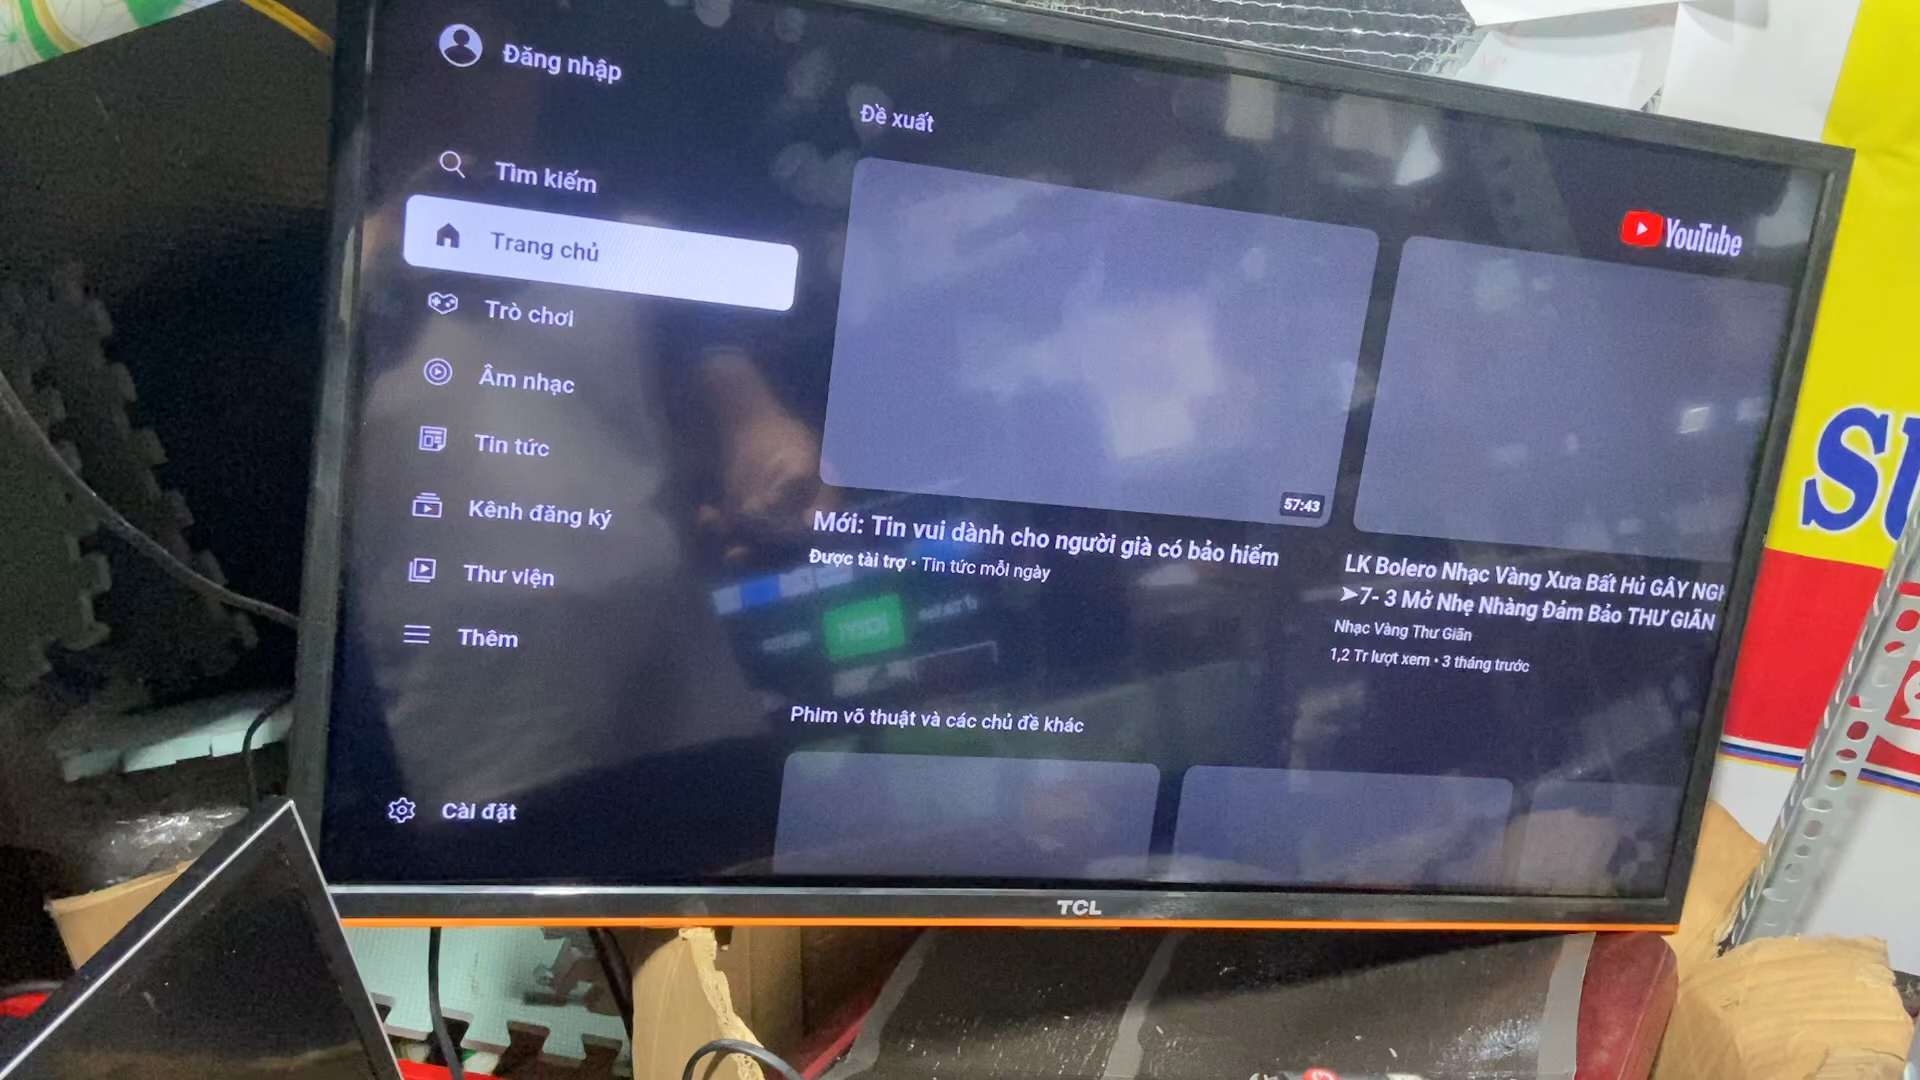 Đăng nhập
Tìm kiếm
Trang chủ
Trò chơi
Âm nhạc
Tin tức
Kênh đăng ký
Thư viện
Thêm
Cài đặt
Đề xuất
YouTube
57:43
Mới: Tin vui dành cho người già có bảo hiểm
Được tài trợ • Tin tức mỗi ngày
LK Bolero Nhạc Vàng Xưa Bất Hủ GÂY
➤7- 3 Mở Nhẹ Nhàng Đảm Bảo THƯ GIÃN
Nhạc Vàng Thư Giãn
1,2 Tr lượt xem • 3 tháng trước
Phim võ thuật và các chủ đề khác
TCL